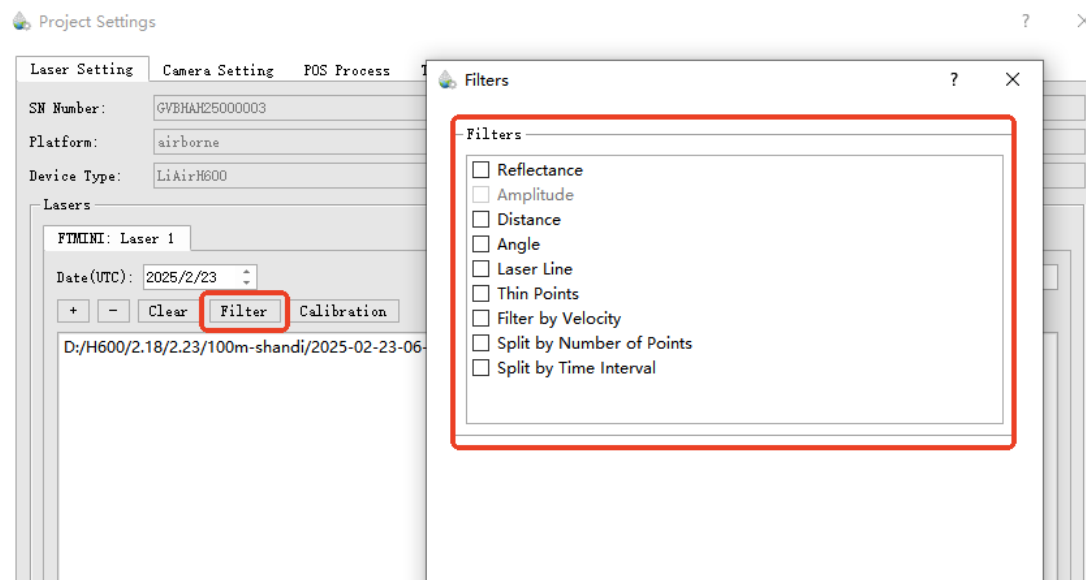 Project Settings
?
Laser Setting Camera Setting POS Process
SN Number: GVBHAH25000003
Platform: airborne
Device Type: LiAirH600
Lasers
FTMINI: Laser 1
Date(UTC): 2025/2/23
+ - Clear Filter Calibration
D:/H600/2.18/2.23/100m-shandi/2025-02-23-06-
Filters
?
Filters
Reflectance
Amplitude
Distance
Angle
Laser Line
Thin Points
Filter by Velocity
Split by Number of Points
Split by Time Interval